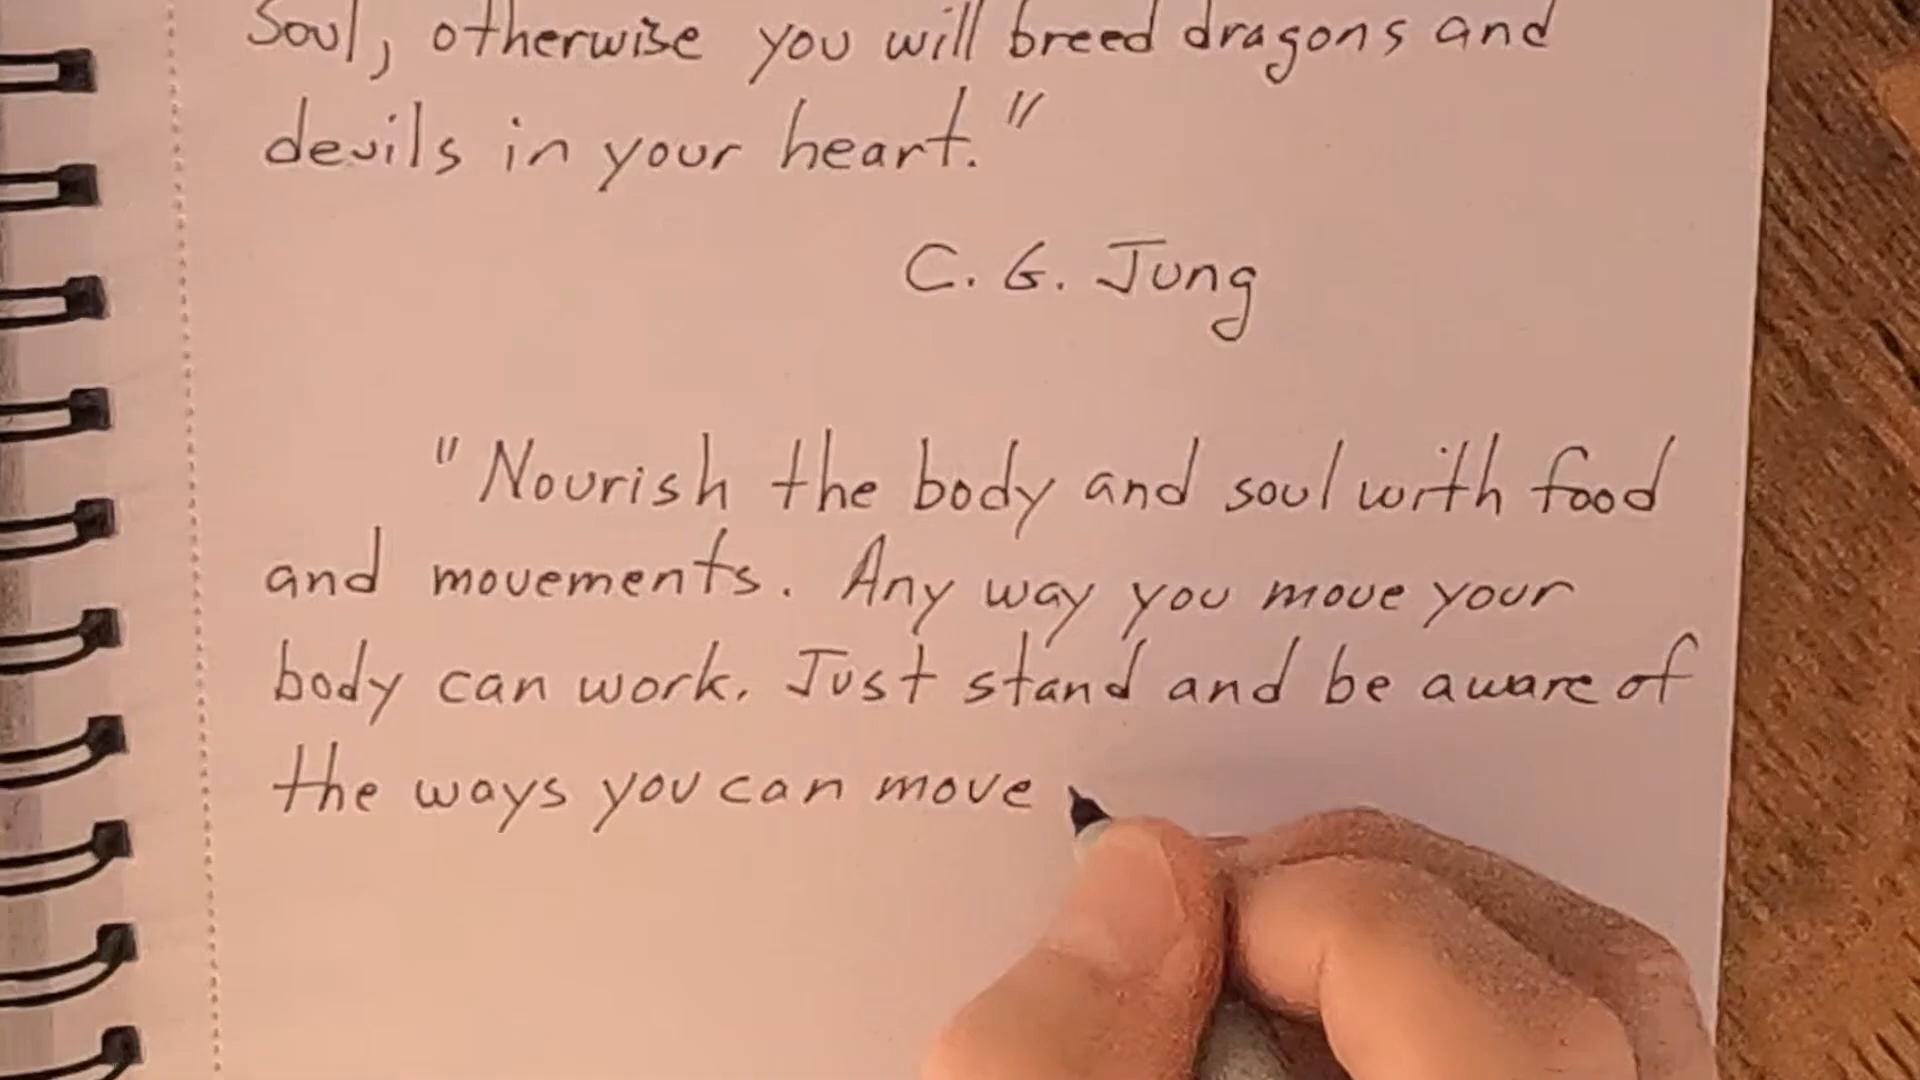 Soul, otherwise you will breed dragons and
devils in your heart."
C. G. Jung
"Nourish the body and soul with food
and movements. Any way you move your
body can work. Just stand and be aware of
the ways you can move